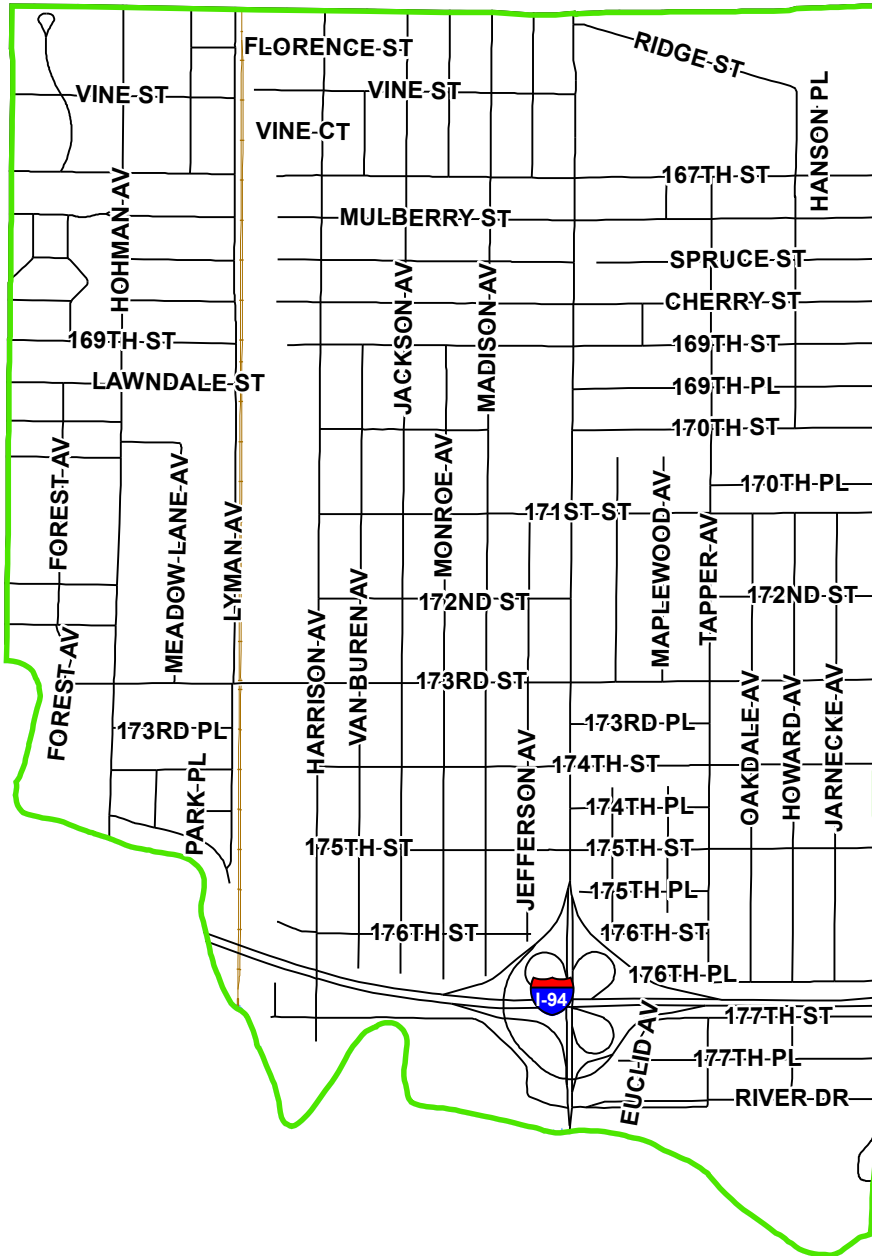 FLORENCE ST
RIDGE ST
VINE ST
VINE ST
HANSON PL
VINE CT
167TH ST
HOHMAN AV
MULBERRY ST
SPRUCE ST
JACKSON AV
MADISON AV
CHERRY ST
169TH ST
169TH ST
LAWNDALE ST
169TH PL
170TH ST
FOREST AV
MEADOW LANE AV
MONROE AV
MAPLEWOOD AV
170TH PL
LYMAN AV
171ST ST
TAPPER AV
VAN BUREN AV
172ND ST
172ND ST
HARRISON AV
FOREST AV
173RD ST
OAKDALE AV
HOWARD AV
JARNECKE AV
173RD PL
173RD PL
JEFFERSON AV
174TH ST
PARK PL
174TH PL
175TH ST
175TH ST
175TH PL
176TH ST
176TH ST
176TH PL
I-94
EUCLID AV
177TH ST
177TH PL
RIVER DR